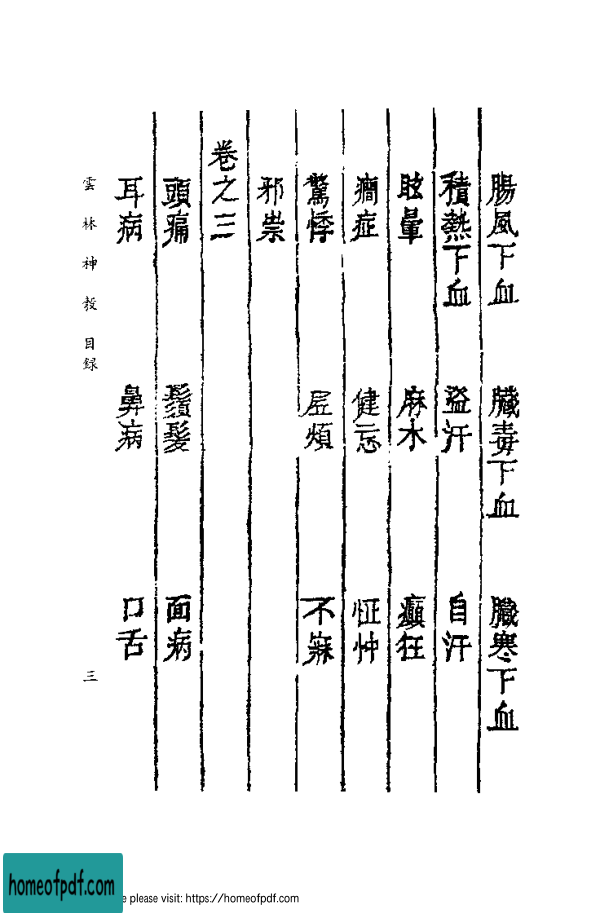 腸風下血　臟毒下血　臟寒下血
積熱下血　盜汗　自汗
眩暈　麻木　癲狂
癎症　健忘　怔忡
驚悸　虛煩　不寐
邪祟
卷之三
頭痛　鬚髮　面病
耳病　鼻病　口舌
雲林神彀 目録 三
homeofpdf.com
e please visit: https://homeofpdf.com